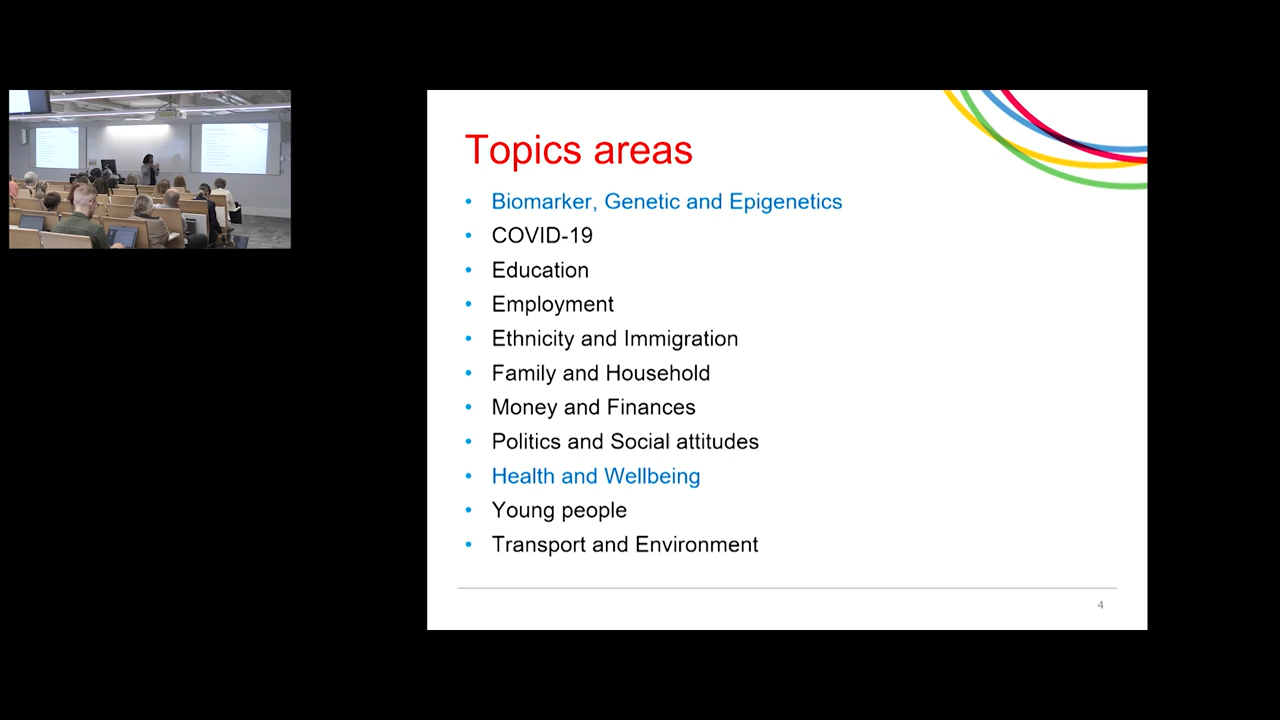 Topics areas
• Biomarker, Genetic and Epigenetics
• COVID-19
• Education
• Employment
• Ethnicity and Immigration
• Family and Household
• Money and Finances
• Politics and Social attitudes
• Health and Wellbeing
• Young people
• Transport and Environment
4